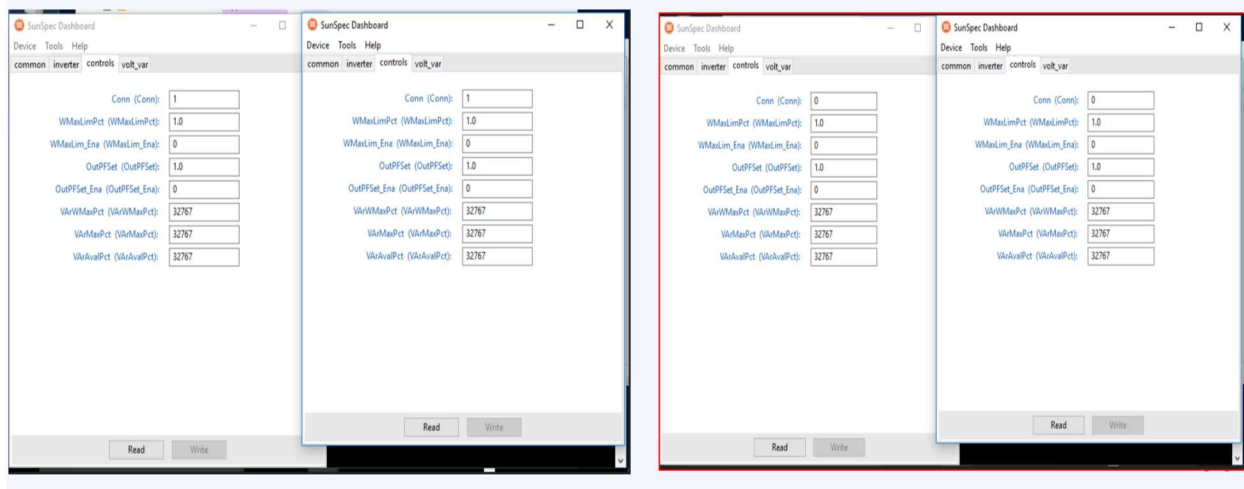 SunSpec Dashboard
Device Tools Help
common inverter controls volt_var
Conn (Conn): 1
WMaxLimPct (WMaxLimPct): 1.0
WMaxLim_Ena (WMaxLim_Ena): 0
OutPFSet (OutPFSet): 1.0
OutPFSet_Ena (OutPFSet_Ena): 0
VArWMaxPct (VArWMaxPct): 32767
VArMaxPct (VArMaxPct): 32767
VArAvalPct (VArAvalPct): 32767
Read Write
SunSpec Dashboard
Device Tools Help
common inverter controls volt_var
Conn (Conn): 1
WMaxLimPct (WMaxLimPct): 1.0
WMaxLim_Ena (WMaxLim_Ena): 0
OutPFSet (OutPFSet): 1.0
OutPFSet_Ena (OutPFSet_Ena): 0
VArWMaxPct (VArWMaxPct): 32767
VArMaxPct (VArMaxPct): 32767
VArAvalPct (VArAvalPct): 32767
Read Write
SunSpec Dashboard
Device Tools Help
common inverter controls volt_var
Conn (Conn): 0
WMaxLimPct (WMaxLimPct): 1.0
WMaxLim_Ena (WMaxLim_Ena): 0
OutPFSet (OutPFSet): 1.0
OutPFSet_Ena (OutPFSet_Ena): 0
VArWMaxPct (VArWMaxPct): 32767
VArMaxPct (VArMaxPct): 32767
VArAvalPct (VArAvalPct): 32767
Read Write
SunSpec Dashboard
Device Tools Help
common inverter controls volt_var
Conn (Conn): 0
WMaxLimPct (WMaxLimPct): 1.0
WMaxLim_Ena (WMaxLim_Ena): 0
OutPFSet (OutPFSet): 1.0
OutPFSet_Ena (OutPFSet_Ena): 0
VArWMaxPct (VArWMaxPct): 32767
VArMaxPct (VArMaxPct): 32767
VArAvalPct (VArAvalPct): 32767
Read Write